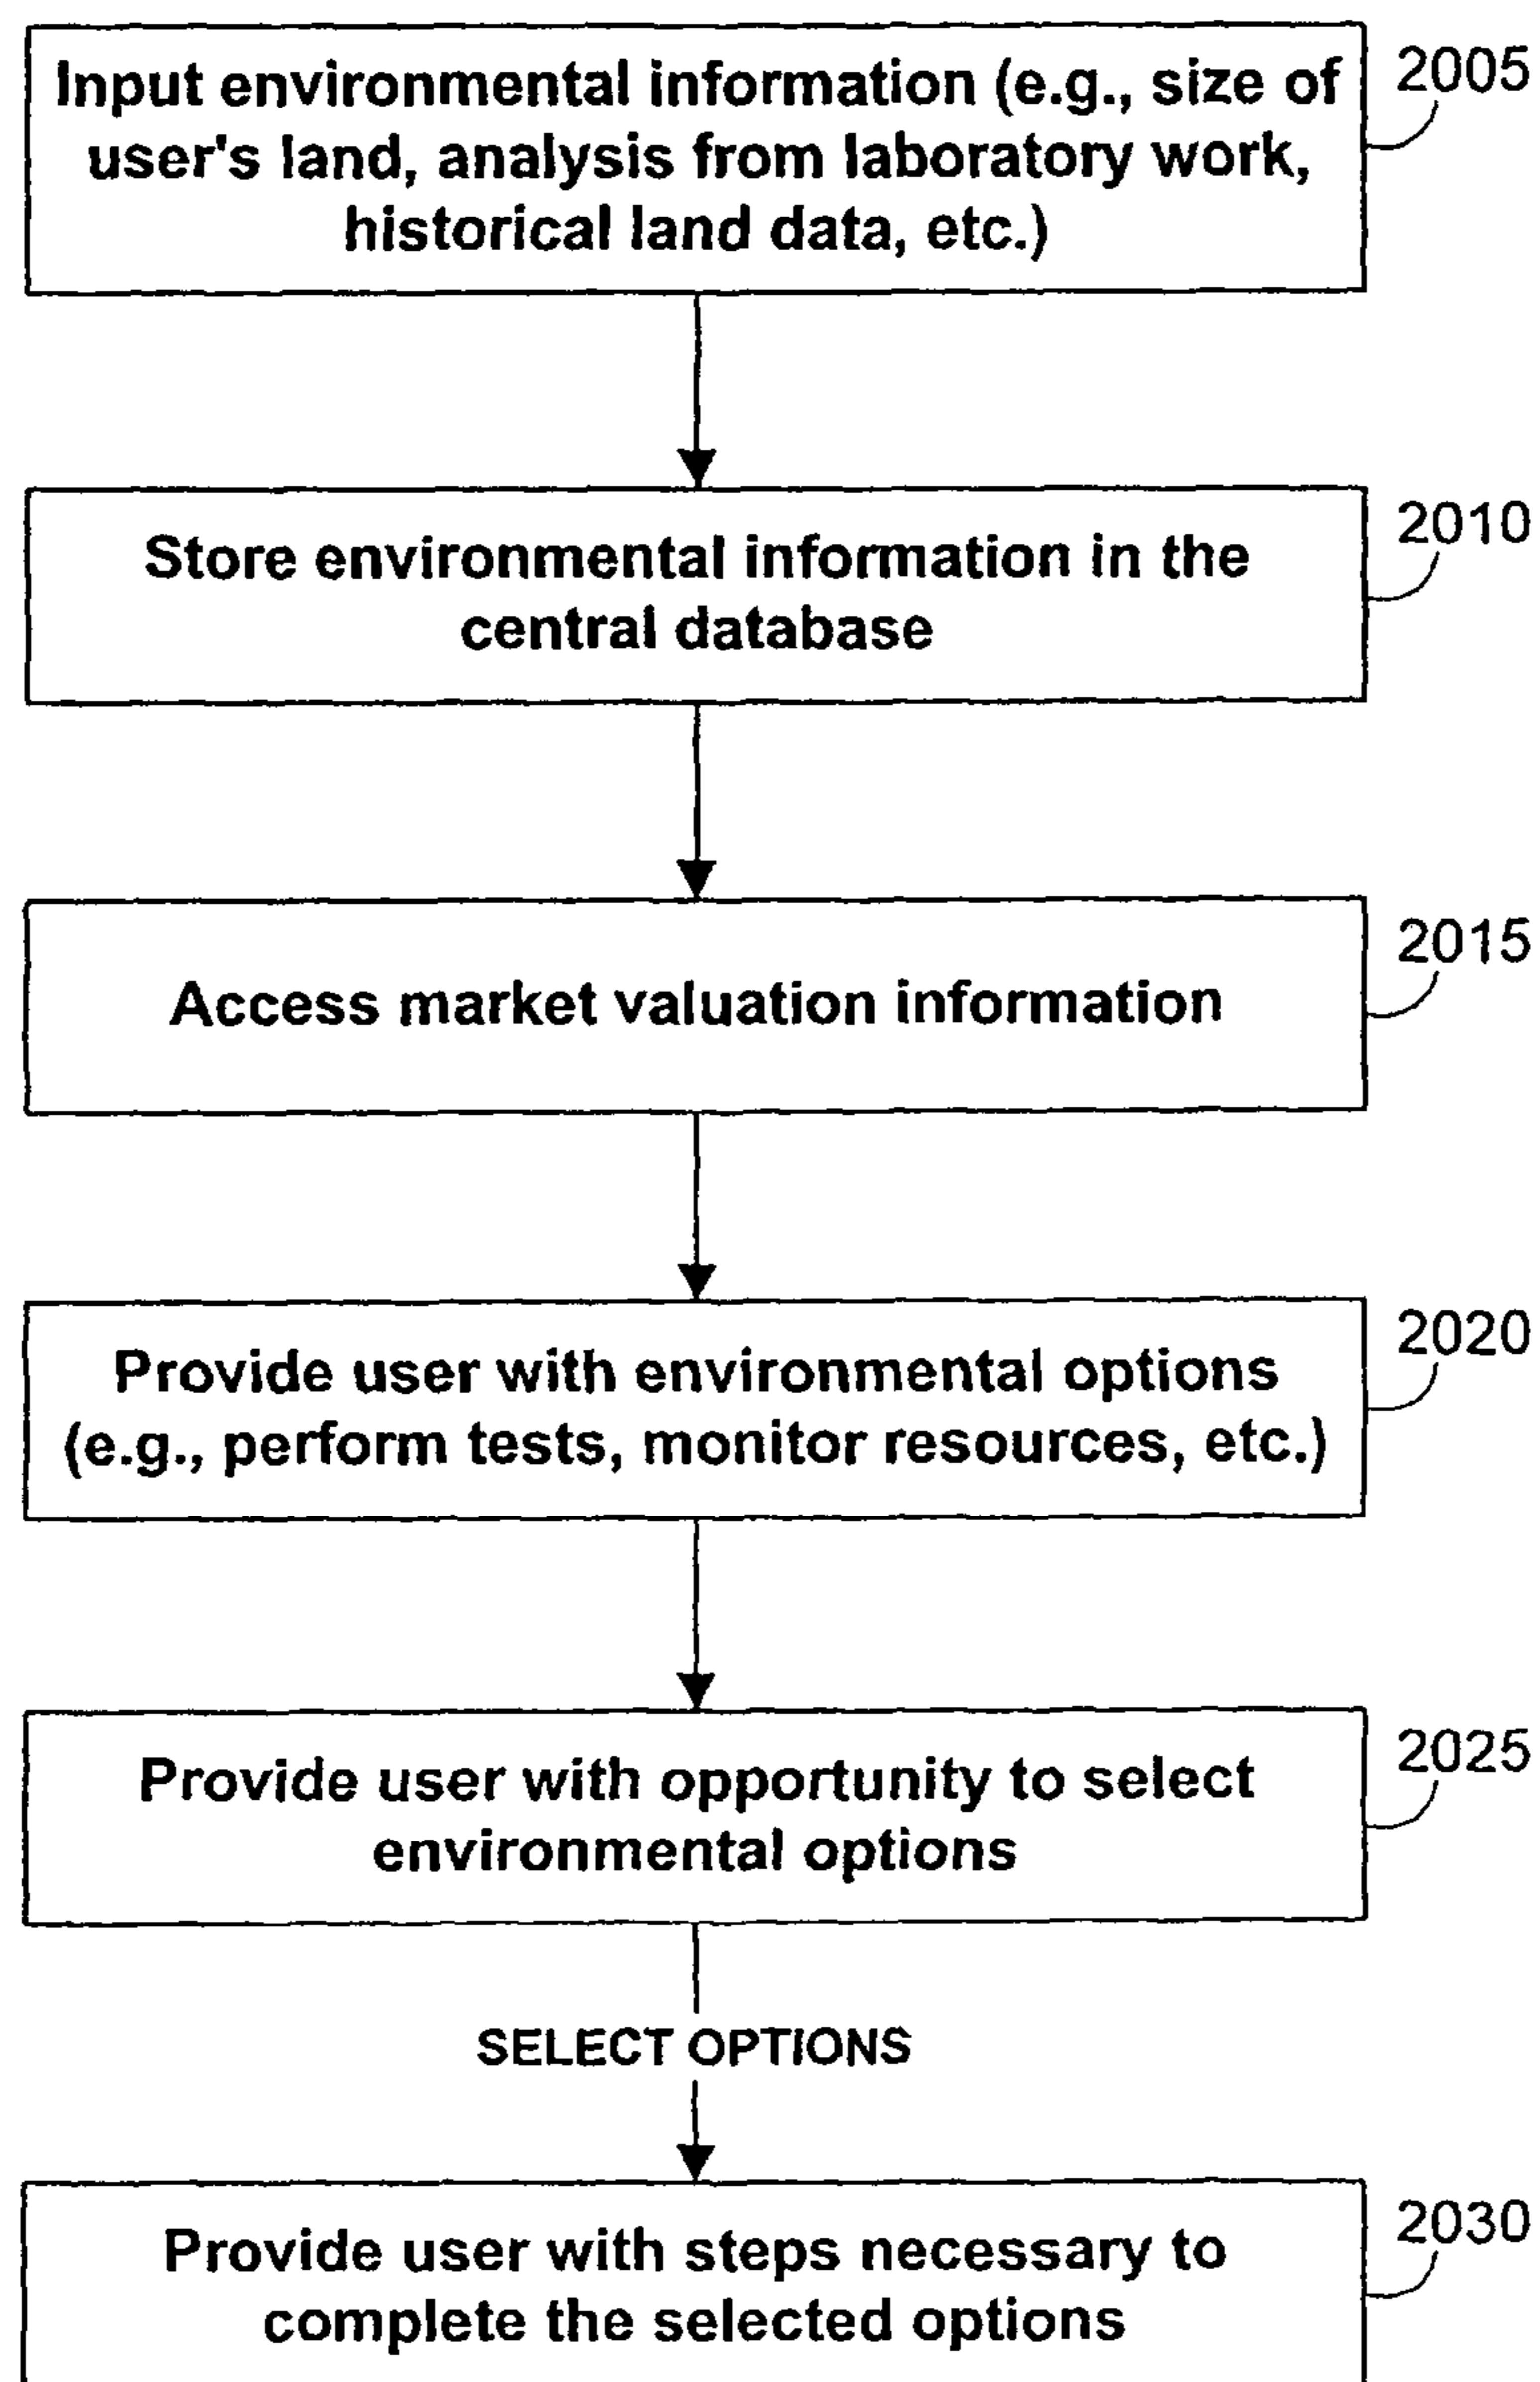 Input environmental information (e.g., size of
user's land, analysis from laboratory work,
historical land data, etc.)
2005
Store environmental information in the
central database
2010
Access market valuation information
2015
Provide user with environmental options
(e.g., perform tests, monitor resources, etc.)
2020
Provide user with opportunity to select
environmental options
2025
SELECT OPTIONS
Provide user with steps necessary to
complete the selected options
2030